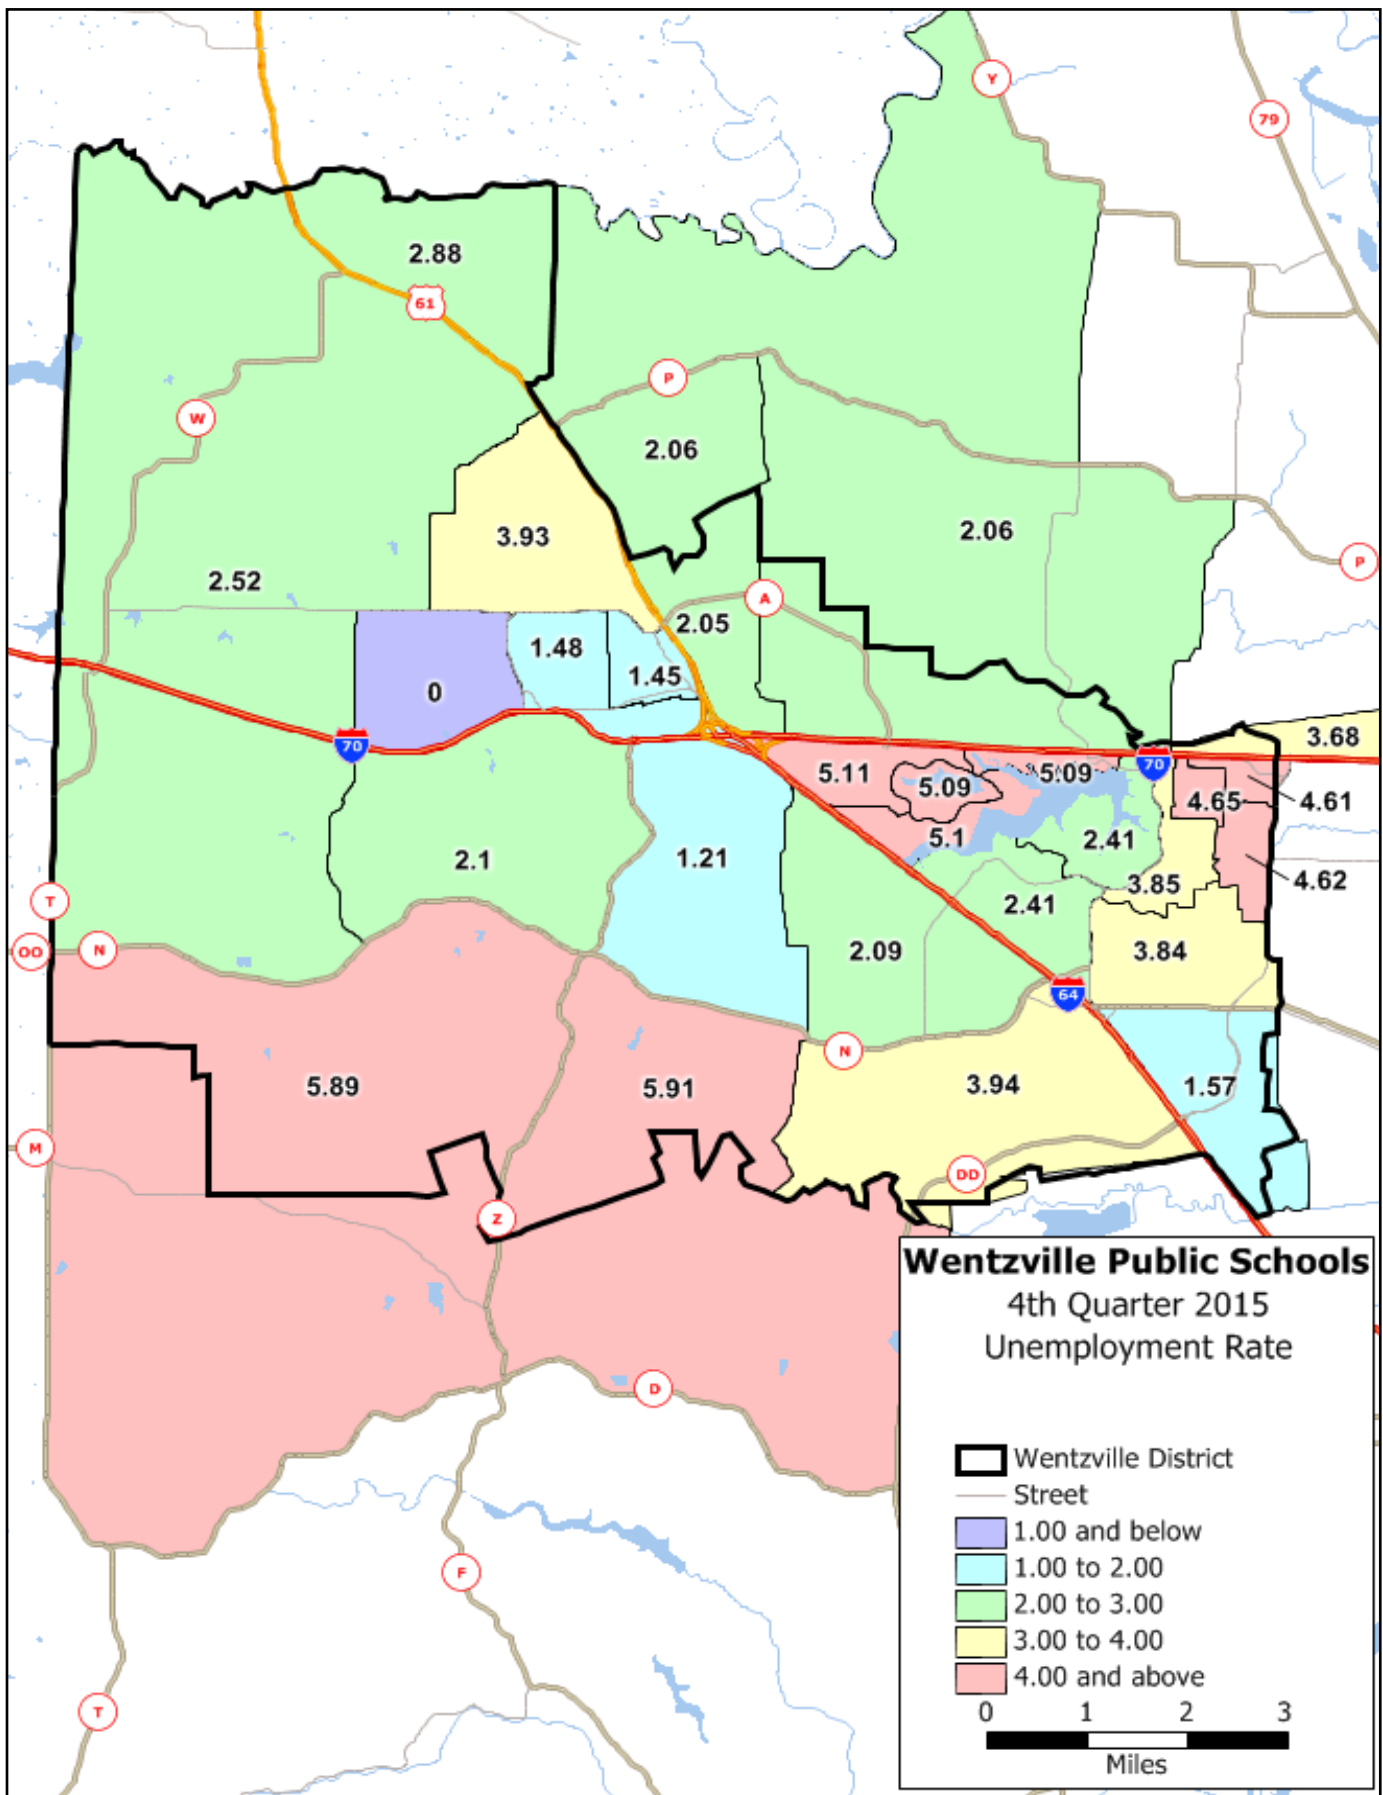 Y
79
2.88
61
P
W
2.06
3.93
2.06
P
2.52
A
2.05
1.48
1.45
0
3.68
70
70
5.11
5.09
5.09
4.65
4.61
5.1
2.41
2.1
1.21
3.85
4.62
T
2.41
OO
N
2.09
3.84
64
N
5.89
5.91
3.94
1.57
M
DD
Z
Wentzville Public Schools
4th Quarter 2015
Unemployment Rate
D
Wentzville District
Street
1.00 and below
1.00 to 2.00
F
2.00 to 3.00
3.00 to 4.00
4.00 and above
T
0 1 2 3
Miles